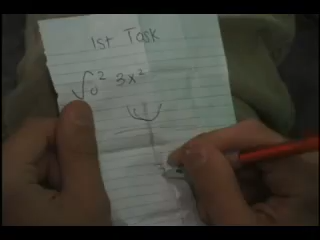 1st Task
∫₀² 3x²